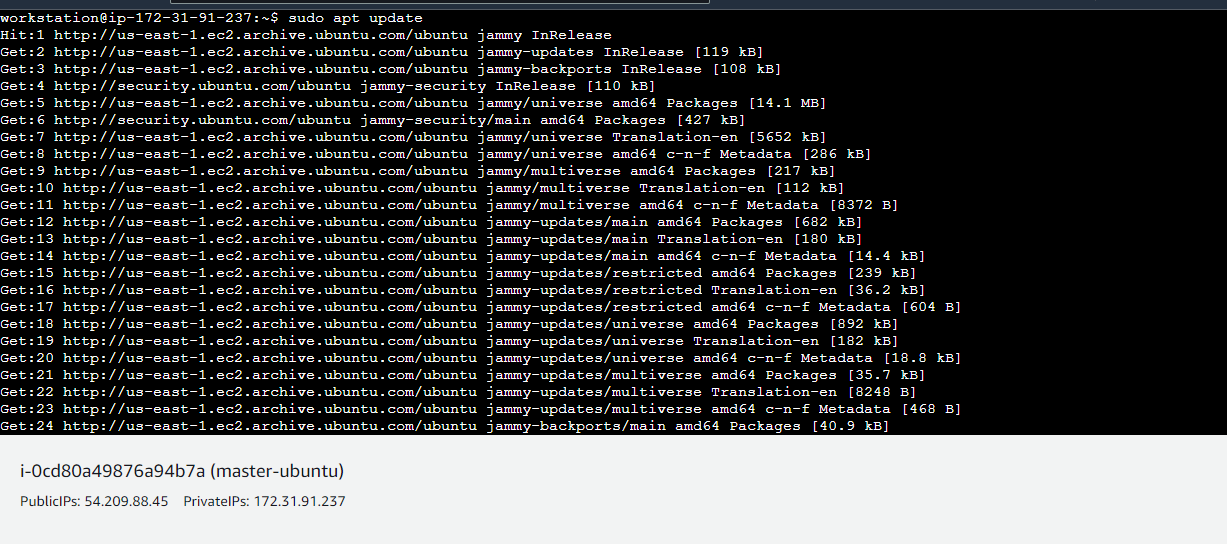 workstation@ip-172-31-91-237:~$ sudo apt update
Hit:1 http://us-east-1.ec2.archive.ubuntu.com/ubuntu jammy InRelease
Get:2 http://us-east-1.ec2.archive.ubuntu.com/ubuntu jammy-updates InRelease [119 kB]
Get:3 http://us-east-1.ec2.archive.ubuntu.com/ubuntu jammy-backports InRelease [108 kB]
Get:4 http://security.ubuntu.com/ubuntu jammy-security InRelease [110 kB]
Get:5 http://us-east-1.ec2.archive.ubuntu.com/ubuntu jammy/universe amd64 Packages [14.1 MB]
Get:6 http://security.ubuntu.com/ubuntu jammy-security/main amd64 Packages [427 kB]
Get:7 http://us-east-1.ec2.archive.ubuntu.com/ubuntu jammy/universe Translation-en [5652 kB]
Get:8 http://us-east-1.ec2.archive.ubuntu.com/ubuntu jammy/universe amd64 c-n-f Metadata [286 kB]
Get:9 http://us-east-1.ec2.archive.ubuntu.com/ubuntu jammy/multiverse amd64 Packages [217 kB]
Get:10 http://us-east-1.ec2.archive.ubuntu.com/ubuntu jammy/multiverse Translation-en [112 kB]
Get:11 http://us-east-1.ec2.archive.ubuntu.com/ubuntu jammy/multiverse amd64 c-n-f Metadata [8372 B]
Get:12 http://us-east-1.ec2.archive.ubuntu.com/ubuntu jammy-updates/main amd64 Packages [682 kB]
Get:13 http://us-east-1.ec2.archive.ubuntu.com/ubuntu jammy-updates/main Translation-en [180 kB]
Get:14 http://us-east-1.ec2.archive.ubuntu.com/ubuntu jammy-updates/main amd64 c-n-f Metadata [14.4 kB]
Get:15 http://us-east-1.ec2.archive.ubuntu.com/ubuntu jammy-updates/restricted amd64 Packages [239 kB]
Get:16 http://us-east-1.ec2.archive.ubuntu.com/ubuntu jammy-updates/restricted Translation-en [36.2 kB]
Get:17 http://us-east-1.ec2.archive.ubuntu.com/ubuntu jammy-updates/restricted amd64 c-n-f Metadata [604 B]
Get:18 http://us-east-1.ec2.archive.ubuntu.com/ubuntu jammy-updates/universe amd64 Packages [892 kB]
Get:19 http://us-east-1.ec2.archive.ubuntu.com/ubuntu jammy-updates/universe Translation-en [182 kB]
Get:20 http://us-east-1.ec2.archive.ubuntu.com/ubuntu jammy-updates/universe amd64 c-n-f Metadata [18.8 kB]
Get:21 http://us-east-1.ec2.archive.ubuntu.com/ubuntu jammy-updates/multiverse amd64 Packages [35.7 kB]
Get:22 http://us-east-1.ec2.archive.ubuntu.com/ubuntu jammy-updates/multiverse Translation-en [8248 B]
Get:23 http://us-east-1.ec2.archive.ubuntu.com/ubuntu jammy-updates/multiverse amd64 c-n-f Metadata [468 B]
Get:24 http://us-east-1.ec2.archive.ubuntu.com/ubuntu jammy-backports/main amd64 Packages [40.9 kB]
i-0cd80a49876a94b7a (master-ubuntu)
PublicIPs: 54.209.88.45 PrivateIPs: 172.31.91.237